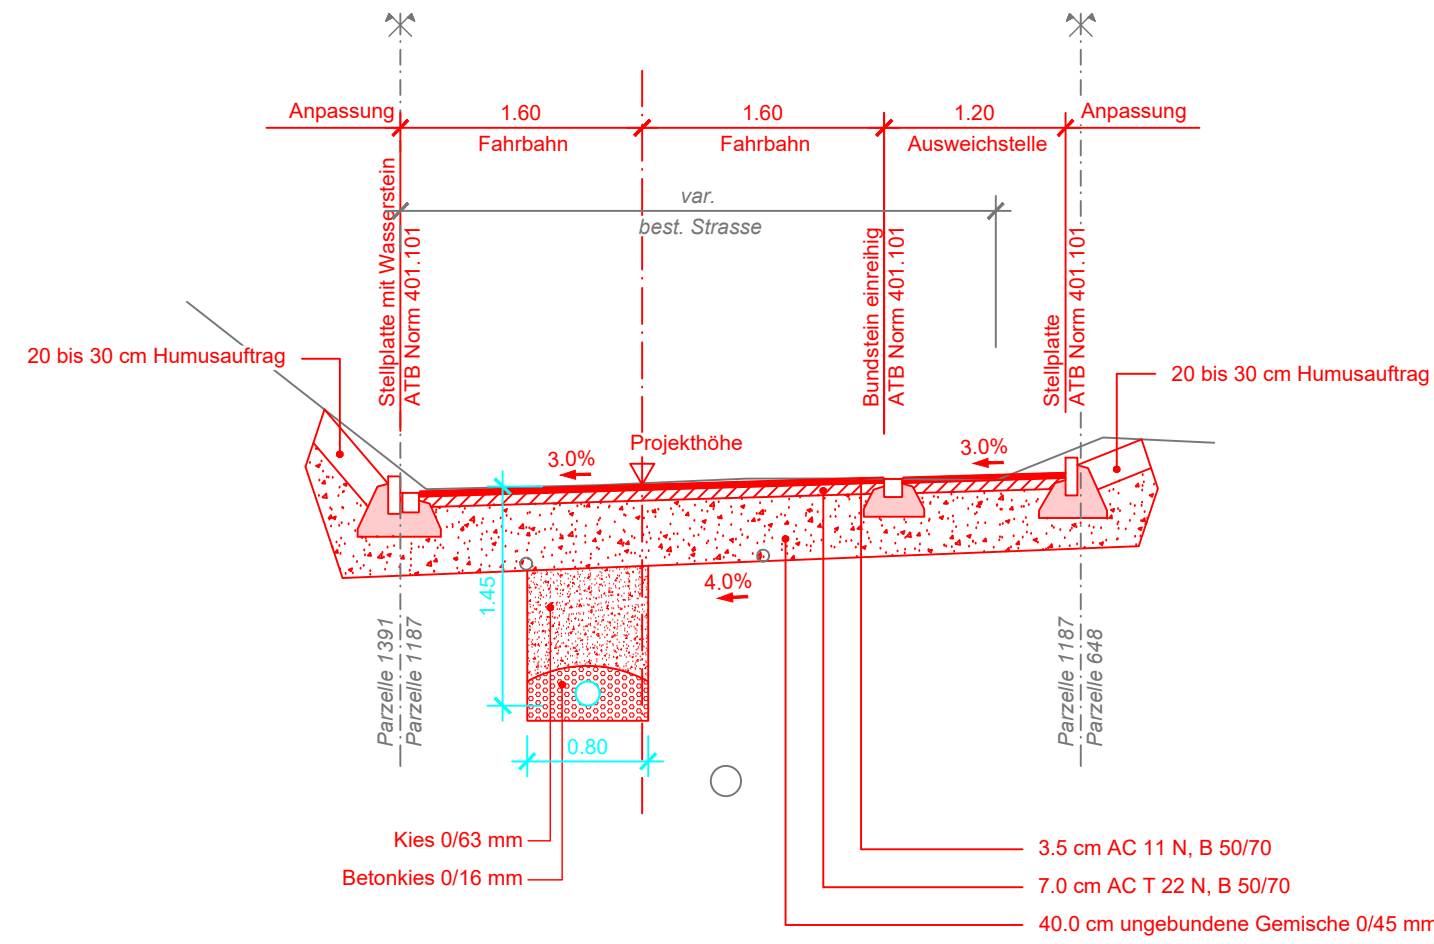 Anpassung
1.60
1.60
1.20
Anpassung
Fahrbahn
Fahrbahn
Ausweichstelle
var.
best. Strasse
Stellplatte mit Wasserstein
ATB Norm 401.101
Bundstein einreihig
ATB Norm 401.101
Stellplatte
ATB Norm 401.101
20 bis 30 cm Humusauftrag
20 bis 30 cm Humusauftrag
Projekthöhe
3.0%
3.0%
1.45
4.0%
Parzelle 1391
Parzelle 1187
Parzelle 1187
Parzelle 648
0.80
Kies 0/63 mm
Betonkies 0/16 mm
3.5 cm AC 11 N, B 50/70
7.0 cm AC T 22 N, B 50/70
40.0 cm ungebundene Gemische 0/45 mm